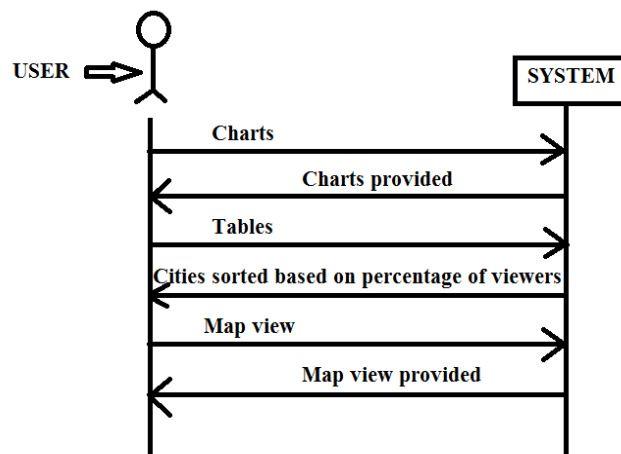 USER
SYSTEM
Charts
Charts provided
Tables
Cities sorted based on percentage of viewers
Map view
Map view provided